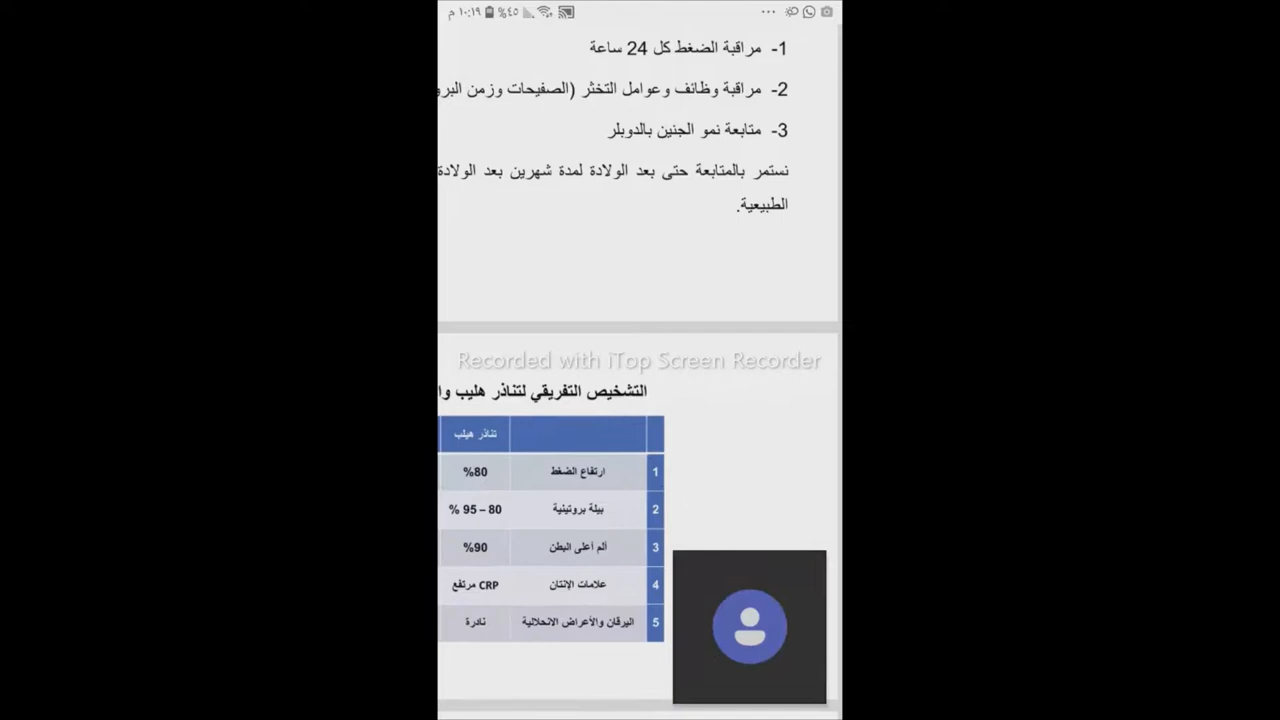 ١٠:١٩ م ٤٥٪
1- مراقبة الضغط كل 24 ساعة
2- مراقبة وظائف وعوامل التخثر (الصفيحات وزمن البرو
3- متابعة نمو الجنين بالدوبلر
نستمر بالمتابعة حتى بعد الولادة لمدة شهرين بعد الولادة
الطبيعية.
Recorded with iTop Screen Recorder
التشخيص التفريقي لتناذر هليب وا
تناذر هيلب
1 ارتفاع الضغط 80%
2 بيلة بروتينية 80 – 95 %
3 ألم أعلى البطن 90%
4 علامات الإنتان CRP مرتفع
5 اليرقان والأعراض الانحلالية نادرة